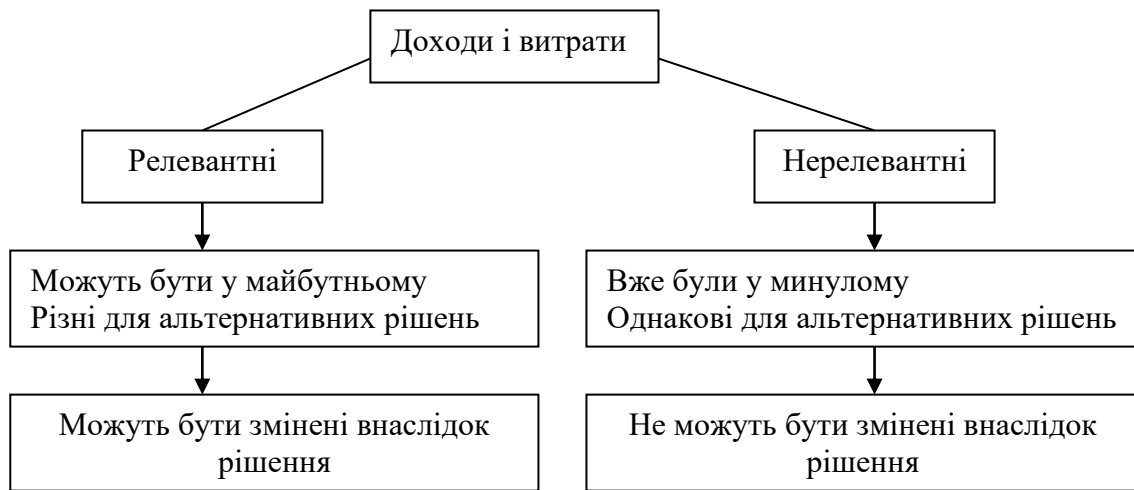 Доходи і витрати
Релевантні
Нерелевантні
Можуть бути у майбутньому
Різні для альтернативних рішень
Вже були у минулому
Однакові для альтернативних рішень
Можуть бути змінені внаслідок
рішення
Не можуть бути змінені внаслідок
рішення